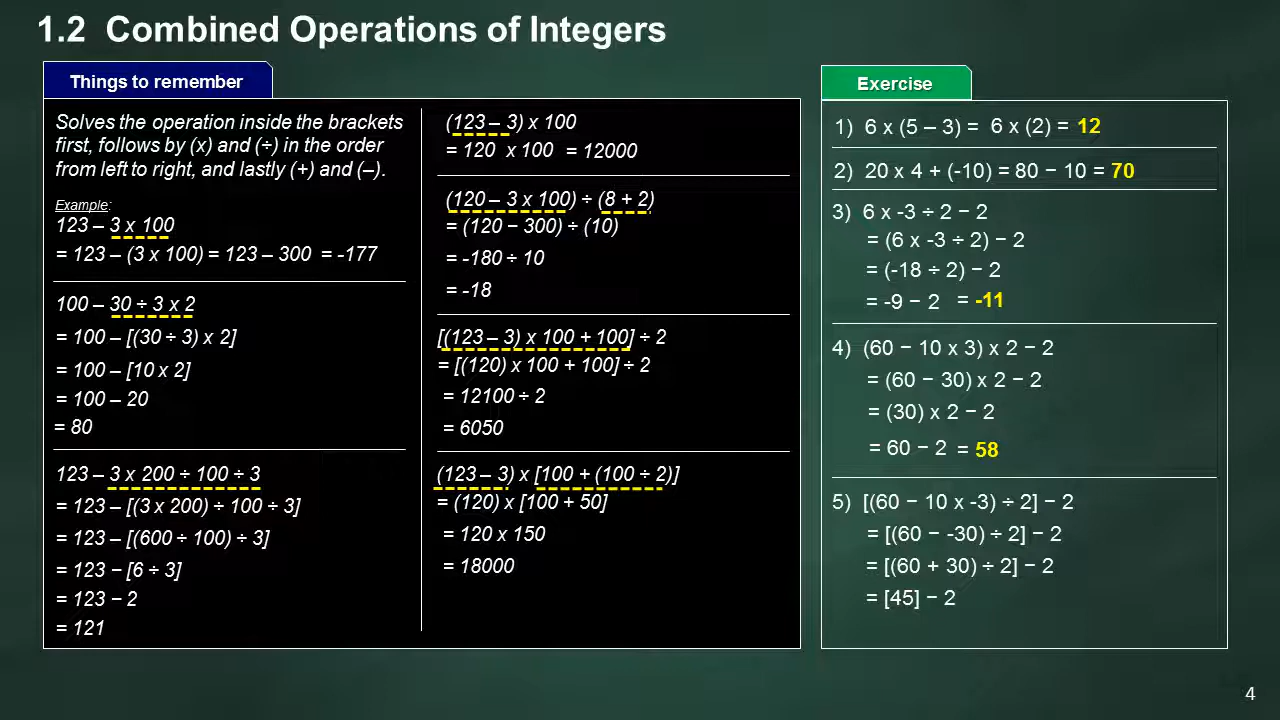 1.2 Combined Operations of Integers
Things to remember
Solves the operation inside the brackets
first, follows by (x) and (÷) in the order
from left to right, and lastly (+) and (–).
Example:
123 – 3 x 100
= 123 – (3 x 100) = 123 – 300 = -177
100 – 30 ÷ 3 x 2
= 100 – [(30 ÷ 3) x 2]
= 100 – [10 x 2]
= 100 – 20
= 80
123 – 3 x 200 ÷ 100 ÷ 3
= 123 – [(3 x 200) ÷ 100 ÷ 3]
= 123 – [(600 ÷ 100) ÷ 3]
= 123 − [6 ÷ 3]
= 123 − 2
= 121
(123 – 3) x 100
= 120 x 100 = 12000
(120 – 3 x 100) ÷ (8 + 2)
= (120 − 300) ÷ (10)
= -180 ÷ 10
= -18
[(123 – 3) x 100 + 100] ÷ 2
= [(120) x 100 + 100] ÷ 2
= 12100 ÷ 2
= 6050
(123 – 3) x [100 + (100 ÷ 2)]
= (120) x [100 + 50]
= 120 x 150
= 18000
Exercise
1) 6 x (5 – 3) = 6 x (2) = 12
2) 20 x 4 + (-10) = 80 − 10 = 70
3) 6 x -3 ÷ 2 − 2
= (6 x -3 ÷ 2) − 2
= (-18 ÷ 2) − 2
= -9 − 2 = -11
4) (60 − 10 x 3) x 2 − 2
= (60 − 30) x 2 − 2
= (30) x 2 − 2
= 60 − 2 = 58
5) [(60 − 10 x -3) ÷ 2] − 2
= [(60 − -30) ÷ 2] − 2
= [(60 + 30) ÷ 2] − 2
= [45] − 2
4